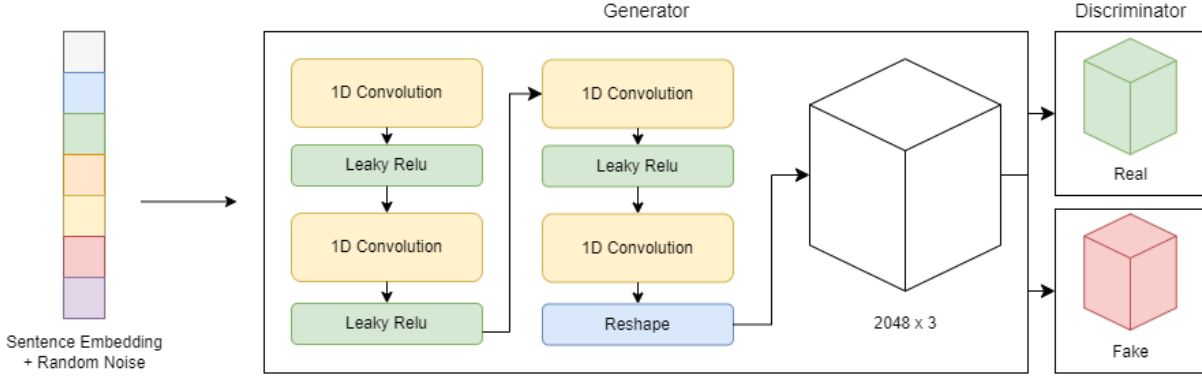 Generator
Discriminator
1D Convolution
Leaky Relu
1D Convolution
Leaky Relu
1D Convolution
Leaky Relu
1D Convolution
Reshape
2048 x 3
Real
Fake
Sentence Embedding
+ Random Noise